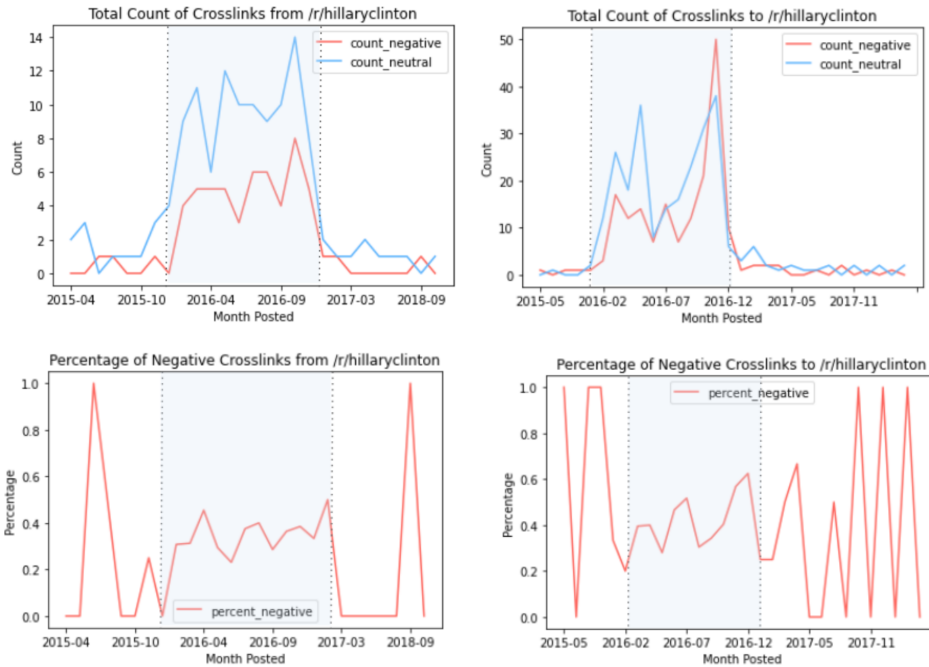 Total Count of Crosslinks from /r/hillaryclinton
14
12
10
8
6
4
2
0
Count
count_negative
count_neutral
2015-04 2015-10 2016-04 2016-09 2017-03 2018-09
Month Posted
Total Count of Crosslinks to /r/hillaryclinton
50
40
30
20
10
0
Count
count_negative
count_neutral
2015-05 2016-02 2016-07 2016-12 2017-05 2017-11
Month Posted
Percentage of Negative Crosslinks from /r/hillaryclinton
1.0
0.8
0.6
0.4
0.2
0.0
Percentage
percent_negative
2015-04 2015-10 2016-04 2016-09 2017-03 2018-09
Month Posted
Percentage of Negative Crosslinks to /r/hillaryclinton
1.0
0.8
0.6
0.4
0.2
0.0
Percentage
percent_negative
2015-05 2016-02 2016-07 2016-12 2017-05 2017-11
Month Posted